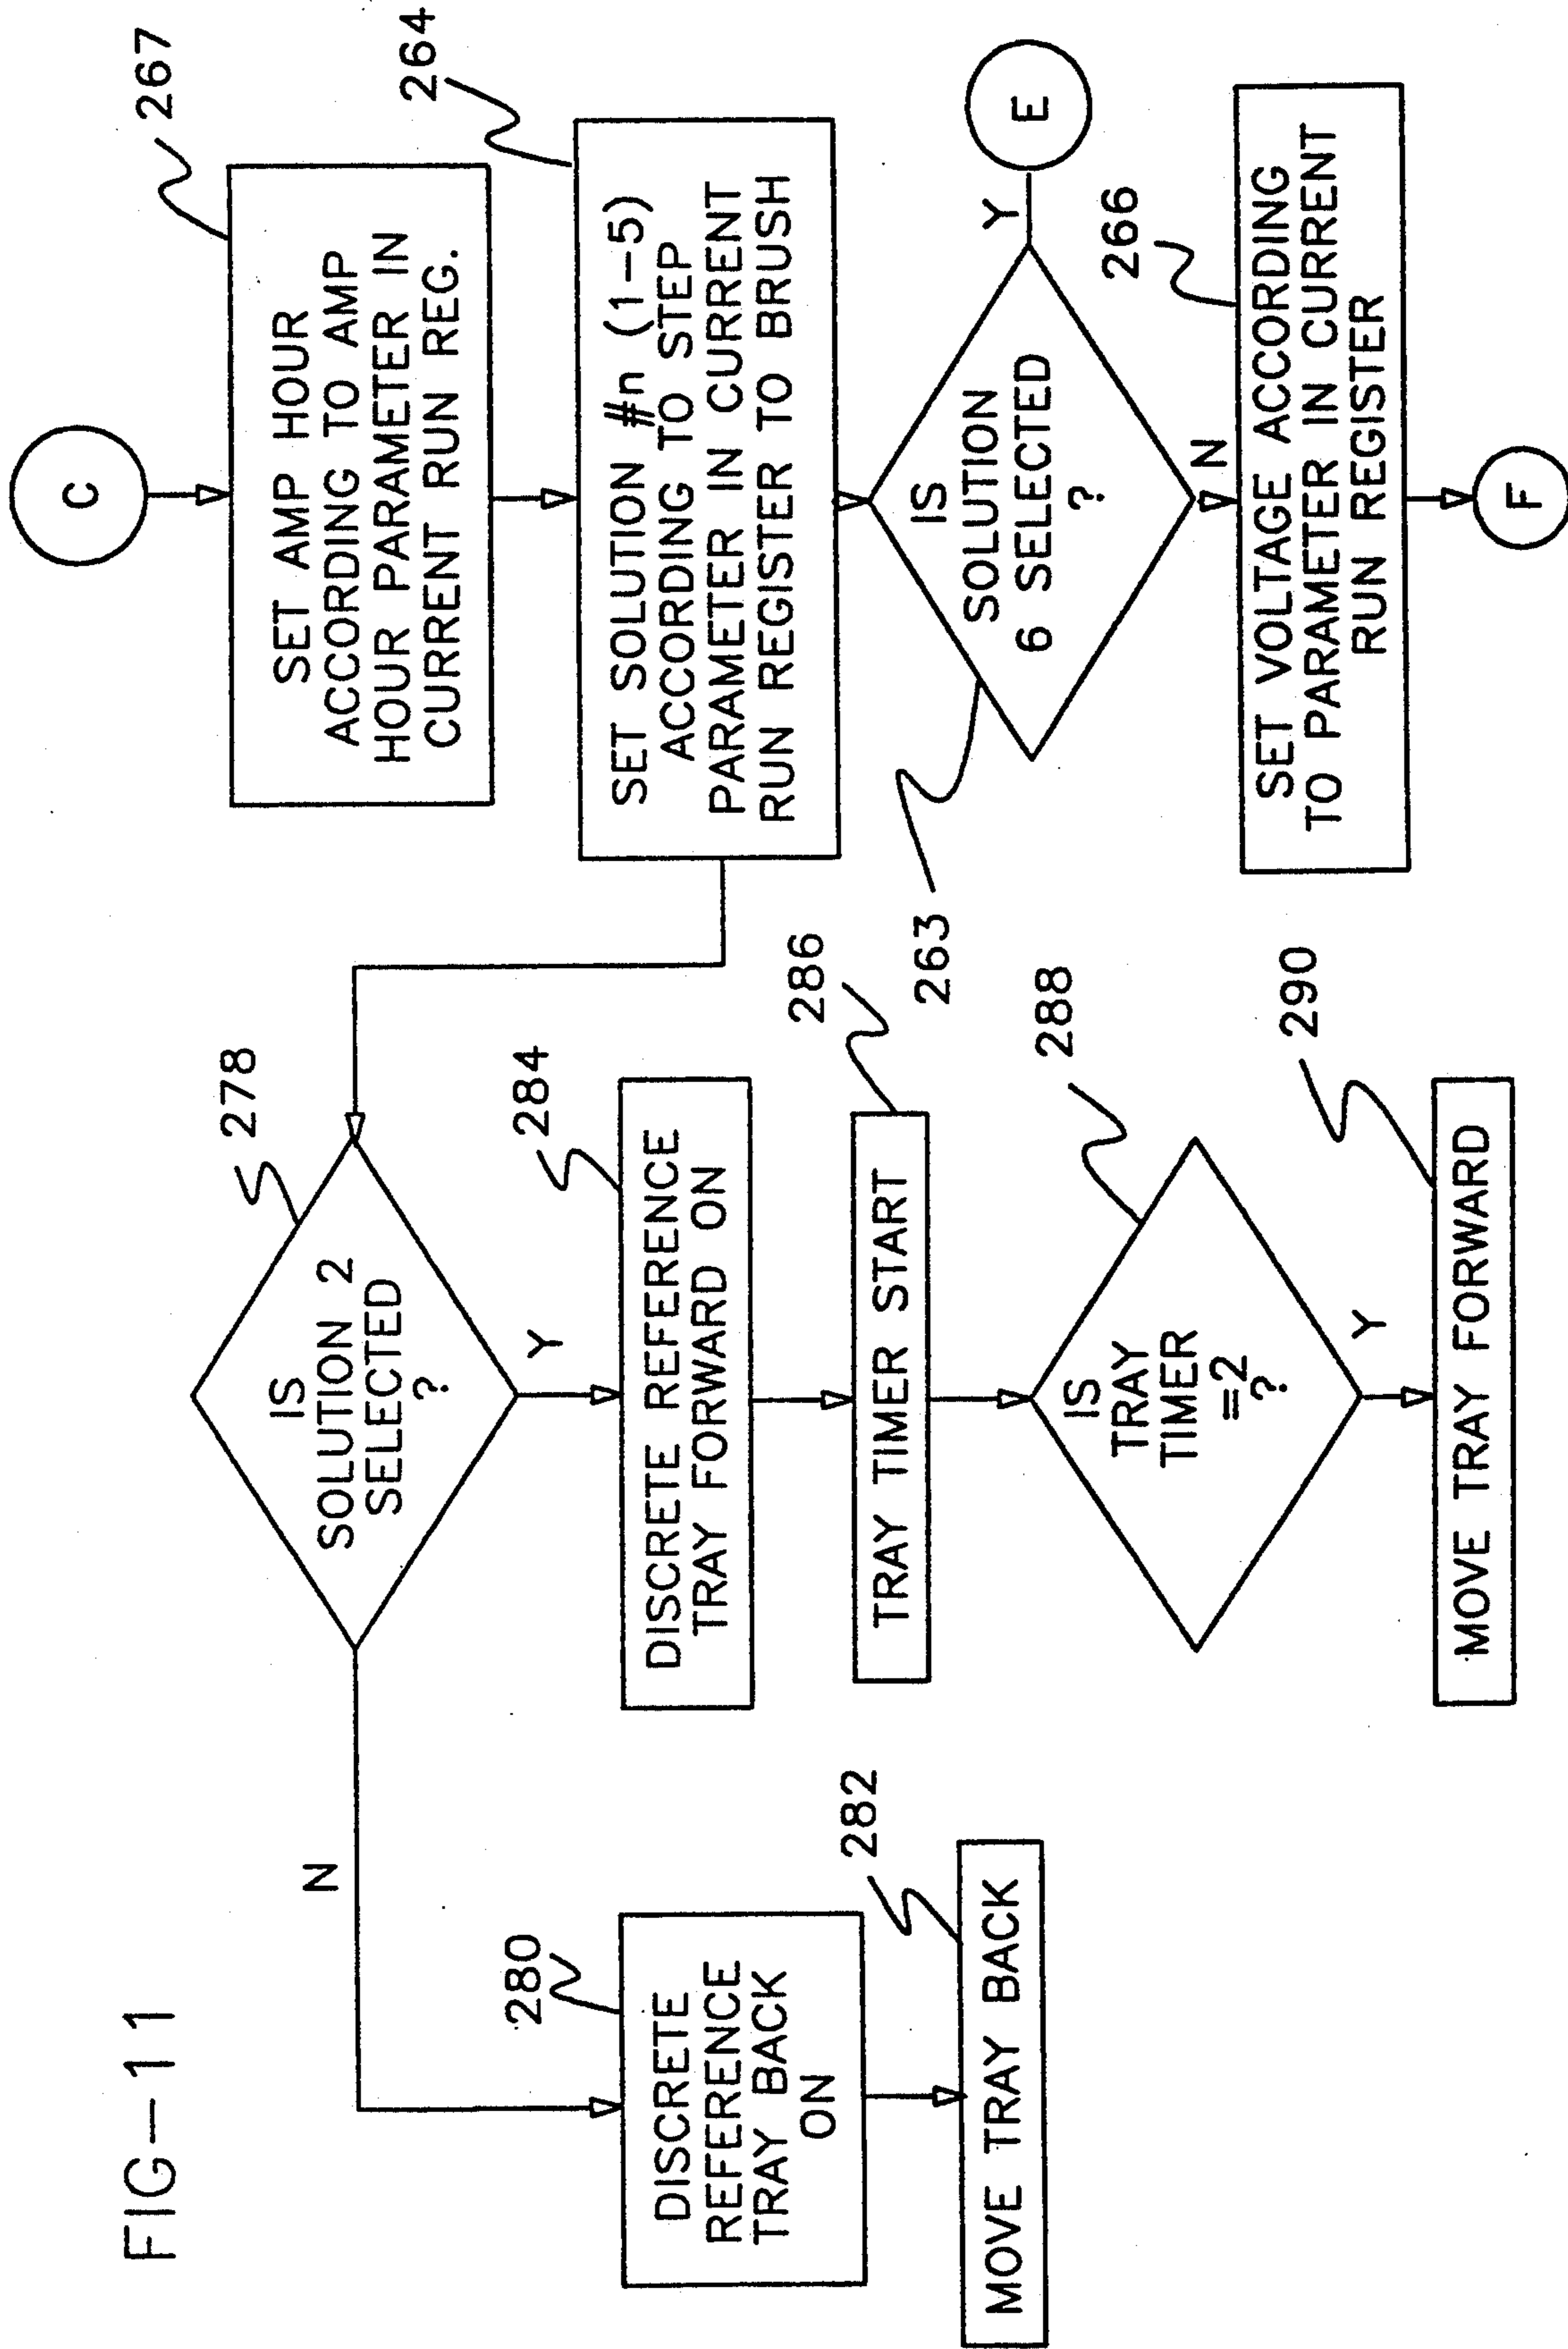 FIG-11
C
267
SET AMP HOUR
ACCORDING TO AMP
HOUR PARAMETER IN
CURRENT RUN REG.
264
SET SOLUTION #n (1-5)
ACCORDING TO STEP
PARAMETER IN CURRENT
RUN REGISTER TO BRUSH
IS
SOLUTION
6 SELECTED
?
263
Y
E
N
266
SET VOLTAGE ACCORDING
TO PARAMETER IN CURRENT
RUN REGISTER
F
278
IS
SOLUTION 2
SELECTED
?
Y
284
DISCRETE REFERENCE
TRAY FORWARD ON
286
TRAY TIMER START
288
IS
TRAY
TIMER
=2
?
Y
290
MOVE TRAY FORWARD
N
280
DISCRETE
REFERENCE
TRAY BACK
ON
282
MOVE TRAY BACK